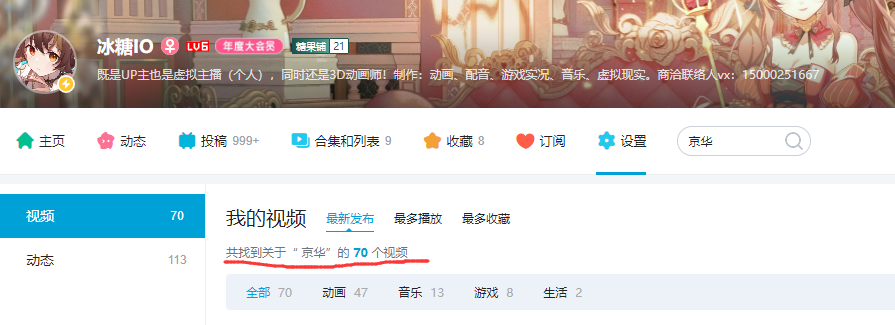 冰糖IO LV6 年度大会员 糖果铺 21
既是UP主也是虚拟主播（个人），同时还是3D动画师！制作：动画、配音、游戏实况、音乐、虚拟现实。商洽联络人vx：15000251667
主页 动态 投稿 999+ 合集和列表 9 收藏 8 订阅 设置 京华
视频 70
我的视频 最新发布 最多播放 最多收藏
共找到关于“ 京华”的 70 个视频
动态 113
全部 70 动画 47 音乐 13 游戏 8 生活 2